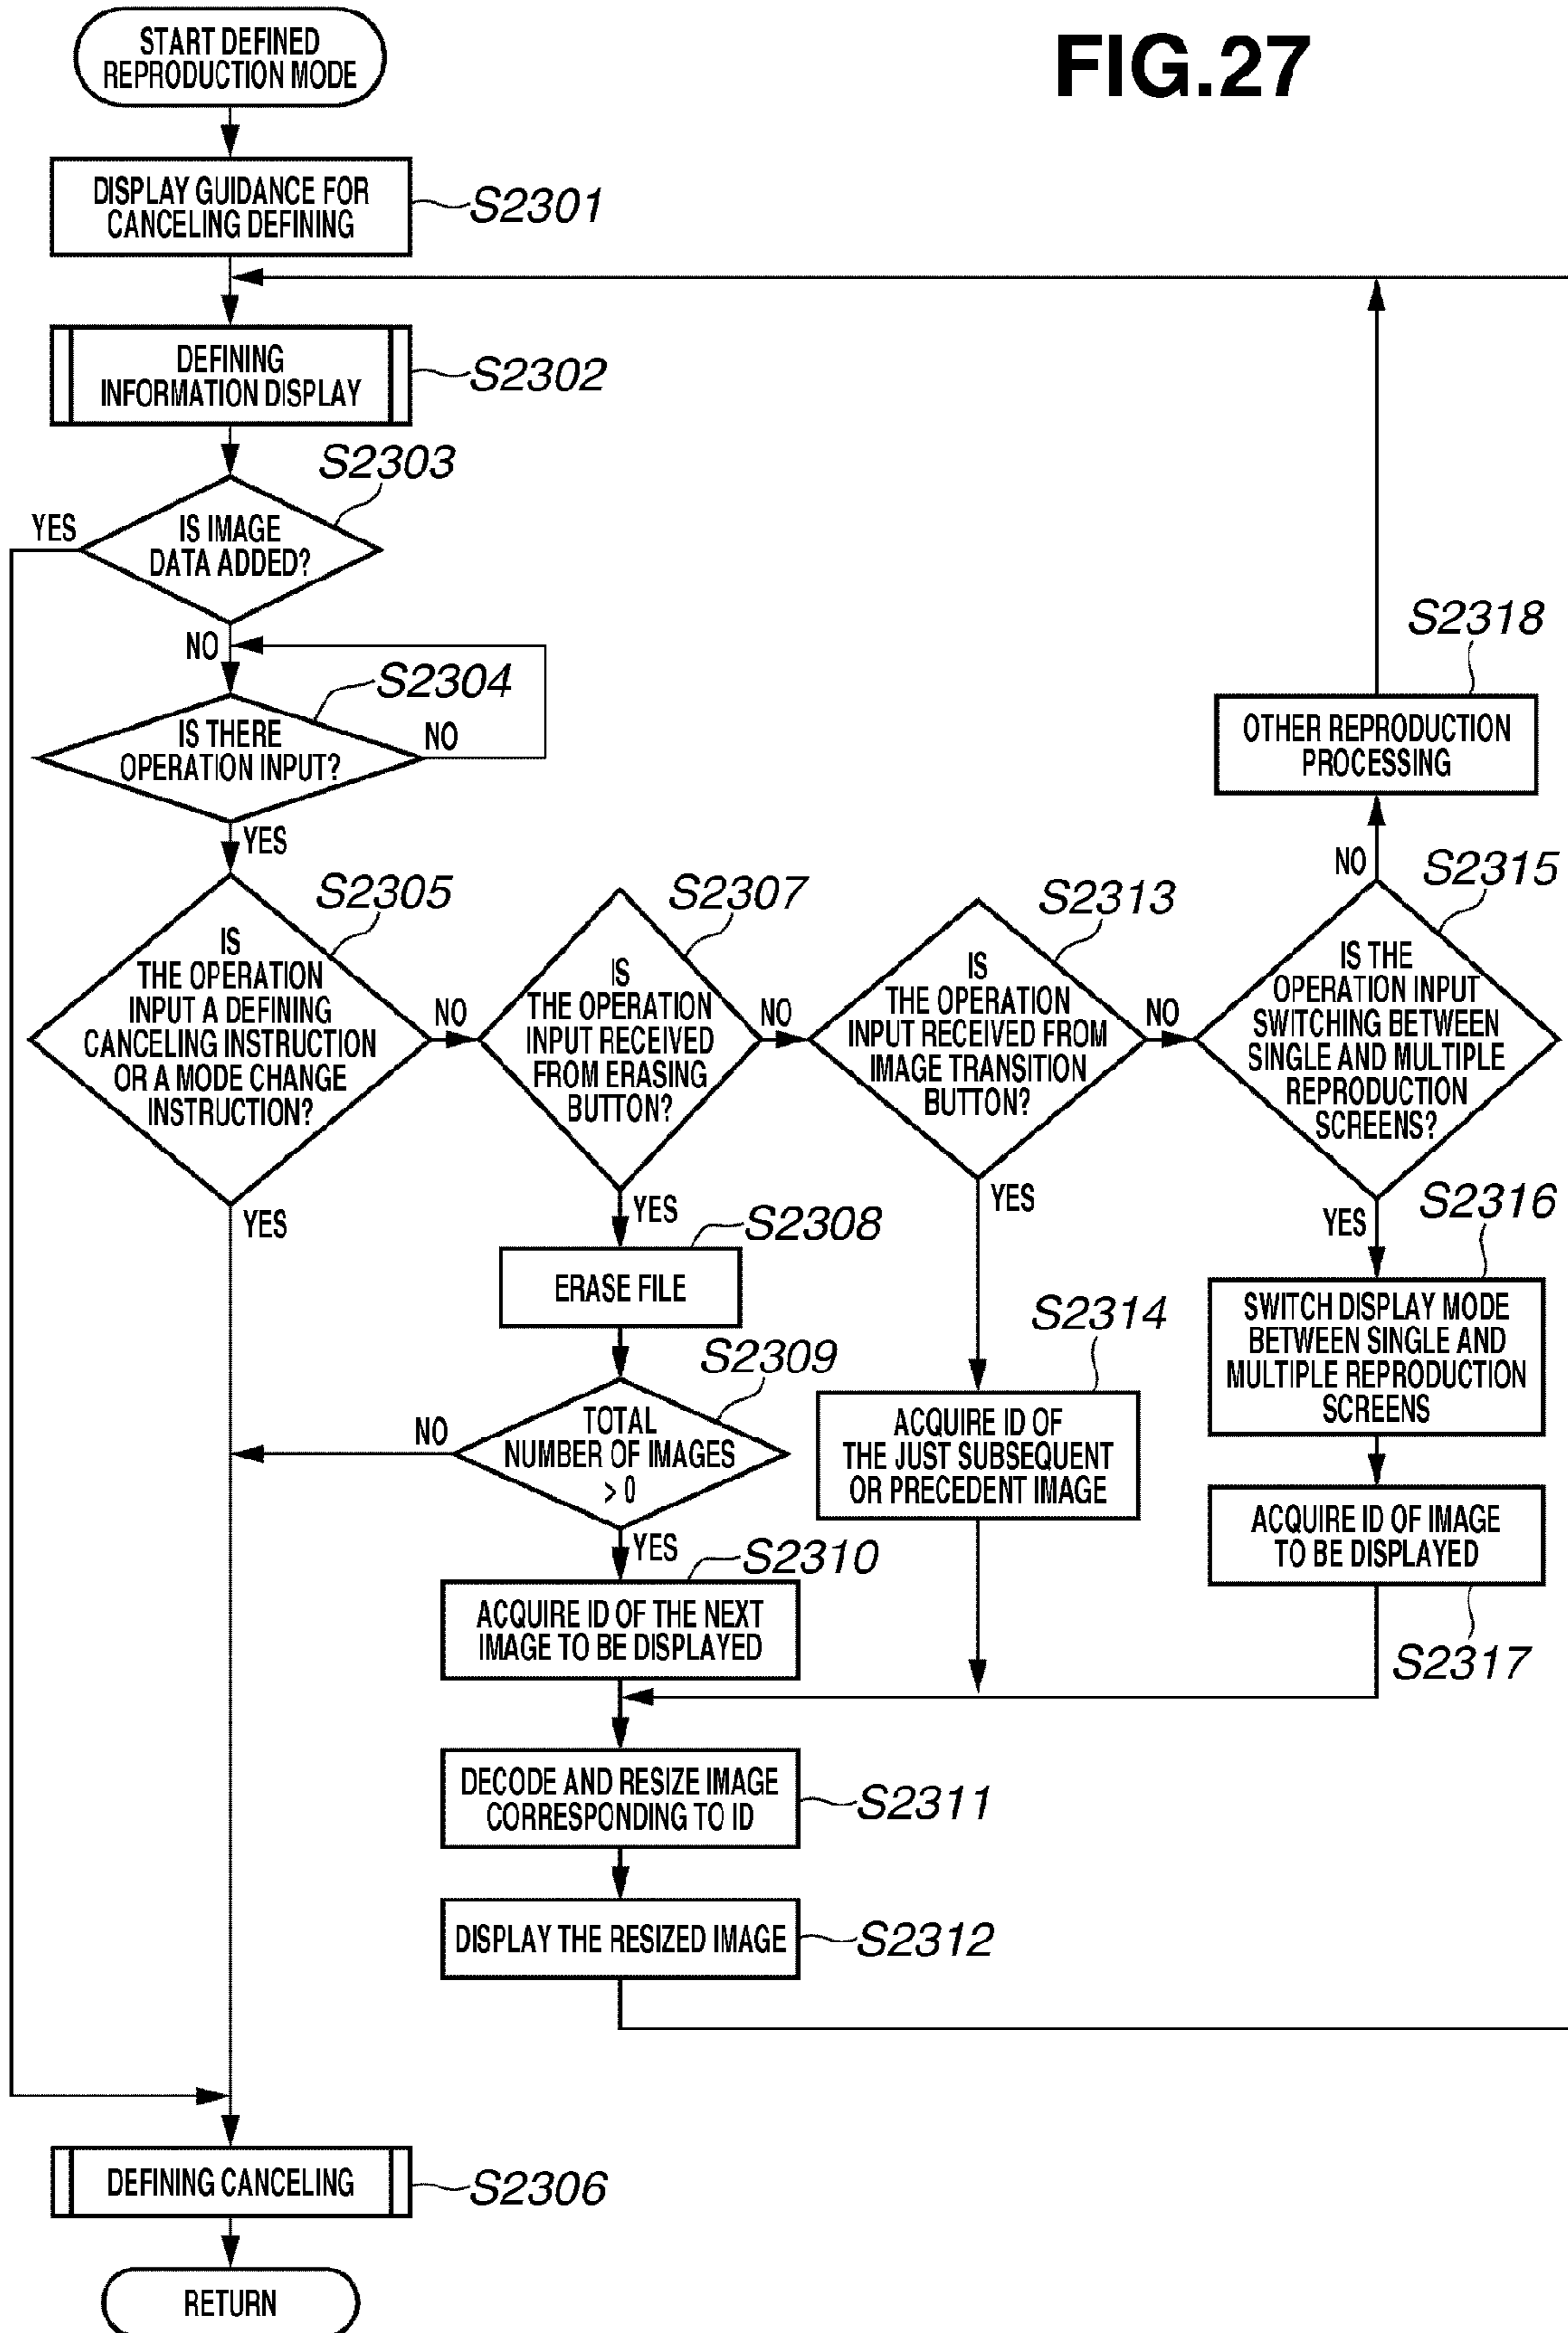 FIG.27
START DEFINED
REPRODUCTION MODE
DISPLAY GUIDANCE FOR
CANCELING DEFINING
S2301
DEFINING
INFORMATION DISPLAY
S2302
S2303
YES
IS IMAGE
DATA ADDED?
NO
S2304
IS THERE
OPERATION INPUT?
NO
YES
S2305
IS
THE OPERATION
INPUT A DEFINING
CANCELING INSTRUCTION
OR A MODE CHANGE
INSTRUCTION?
NO
YES
S2307
IS
THE OPERATION
INPUT RECEIVED
FROM ERASING
BUTTON?
NO
YES
S2308
ERASE FILE
S2309
TOTAL
NUMBER OF IMAGES
> 0
NO
YES
S2310
ACQUIRE ID OF THE NEXT
IMAGE TO BE DISPLAYED
DECODE AND RESIZE IMAGE
CORRESPONDING TO ID
S2311
DISPLAY THE RESIZED IMAGE
S2312
S2313
IS
THE OPERATION
INPUT RECEIVED FROM
IMAGE TRANSITION
BUTTON?
NO
YES
S2314
ACQUIRE ID OF
THE JUST SUBSEQUENT
OR PRECEDENT IMAGE
S2318
OTHER REPRODUCTION
PROCESSING
NO
S2315
IS THE
OPERATION INPUT
SWITCHING BETWEEN
SINGLE AND MULTIPLE
REPRODUCTION
SCREENS?
YES
S2316
SWITCH DISPLAY MODE
BETWEEN SINGLE AND
MULTIPLE REPRODUCTION
SCREENS
ACQUIRE ID OF IMAGE
TO BE DISPLAYED
S2317
DEFINING CANCELING
S2306
RETURN